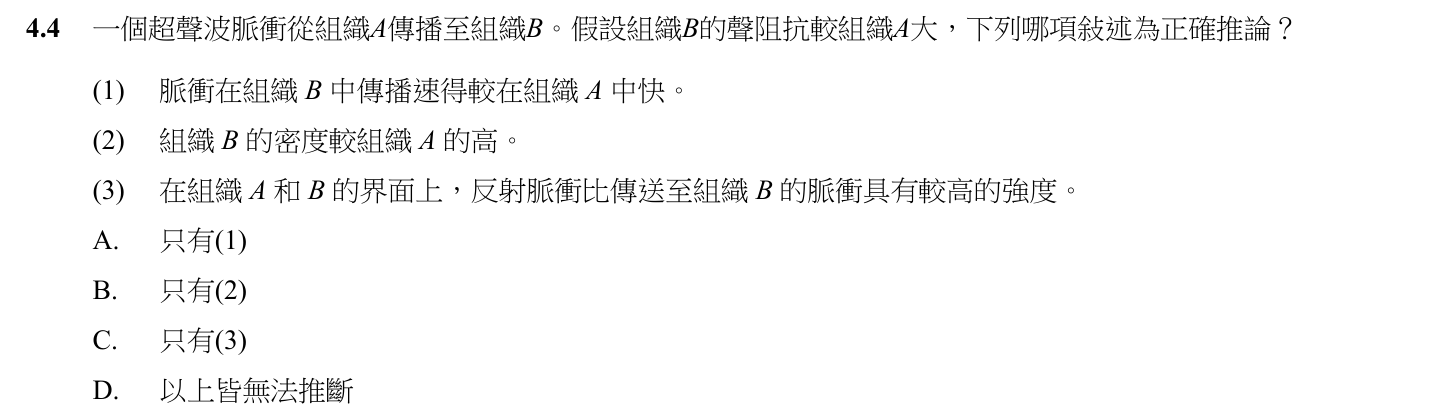 4.4 一個超聲波脈衝從組織A傳播至組織B。假設組織B的聲阻抗較組織A大，下列哪項敍述為正確推論？
(1) 脈衝在組織 B 中傳播速得較在組織 A 中快。
(2) 組織 B 的密度較組織 A 的高。
(3) 在組織 A 和 B 的界面上，反射脈衝比傳送至組織 B 的脈衝具有較高的強度。
A. 只有(1)
B. 只有(2)
C. 只有(3)
D. 以上皆無法推斷